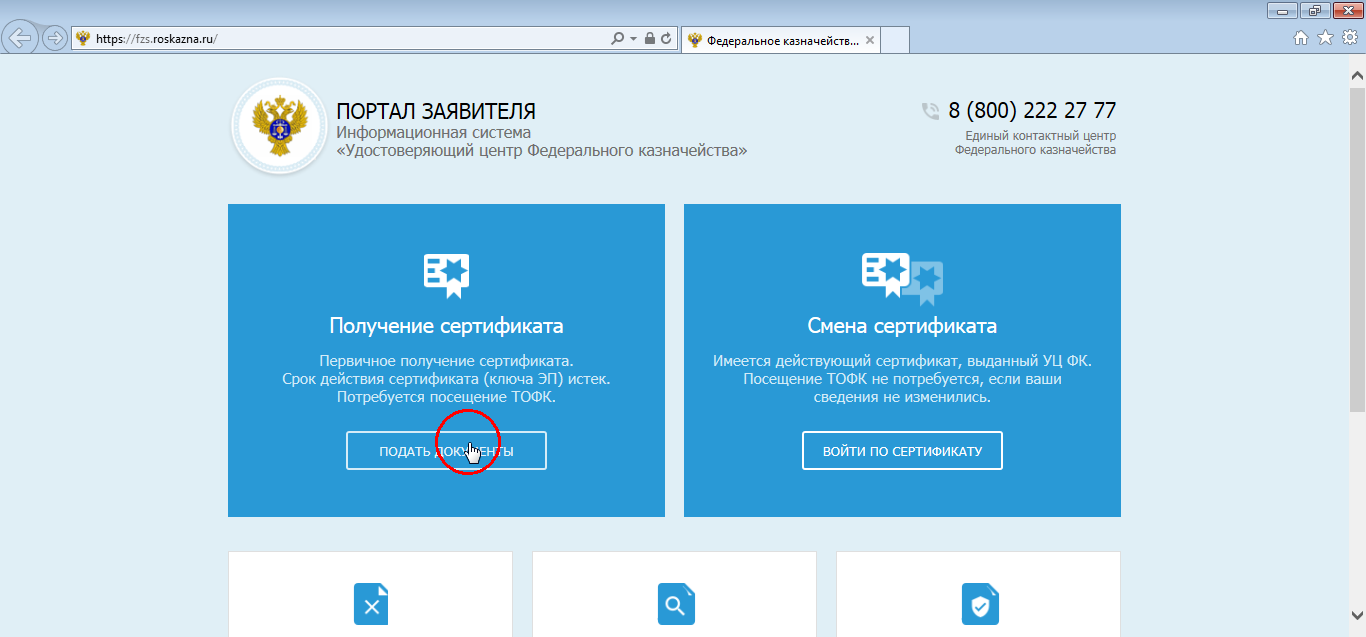 https://fzs.roskazna.ru/
Федеральное казначейств...
ПОРТАЛ ЗАЯВИТЕЛЯ
Информационная система
«Удостоверяющий центр Федерального казначейства»
8 (800) 222 27 77
Единый контактный центр
Федерального казначейства
Получение сертификата
Первичное получение сертификата.
Срок действия сертификата (ключа ЭП) истек.
Потребуется посещение ТОФК.
ПОДАТЬ ДОКУМЕНТЫ
Смена сертификата
Имеется действующий сертификат, выданный УЦ ФК.
Посещение ТОФК не потребуется, если ваши
сведения не изменились.
ВОЙТИ ПО СЕРТИФИКАТУ